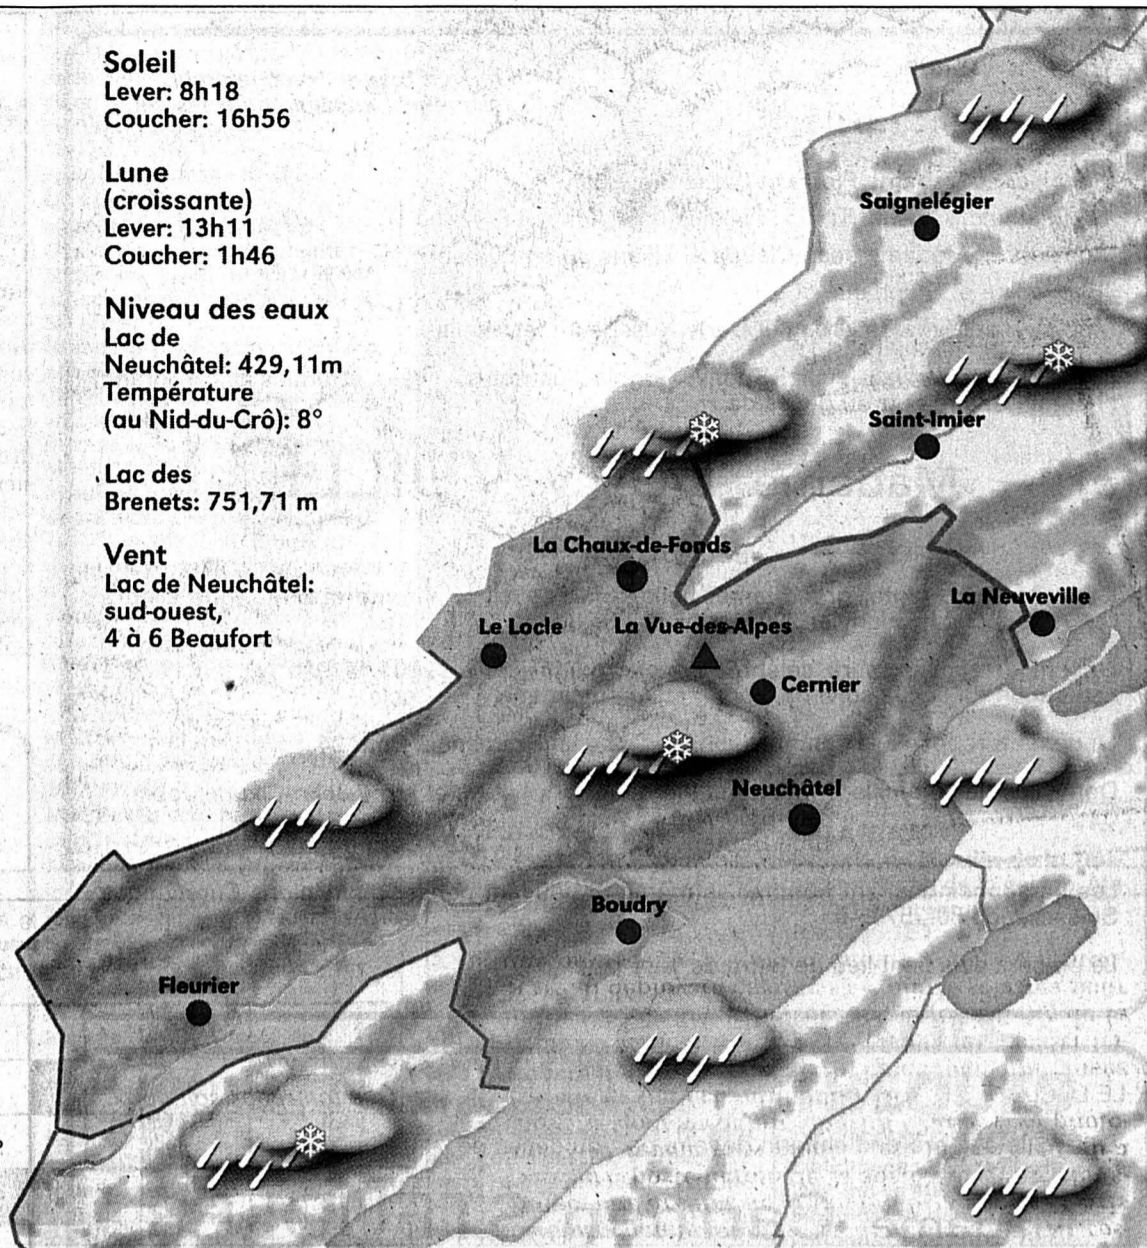 Soleil
Lever: 8h18
Coucher: 16h56
Lune
(croissante)
Lever: 13h11
Coucher: 1h46
Niveau des eaux
Lac de
Neuchâtel: 429,11m
Température
(au Nid-du-Crô): 8°
Lac des
Brenets: 751,71 m
Vent
Lac de Neuchâtel:
sud-ouest,
4 à 6 Beaufort
Saignelégier
Saint-Imier
La Chaux-de-Fonds
La Neuveville
Le Locle
La Vue-des-Alpes
Cernier
Neuchâtel
Boudry
Fleurier